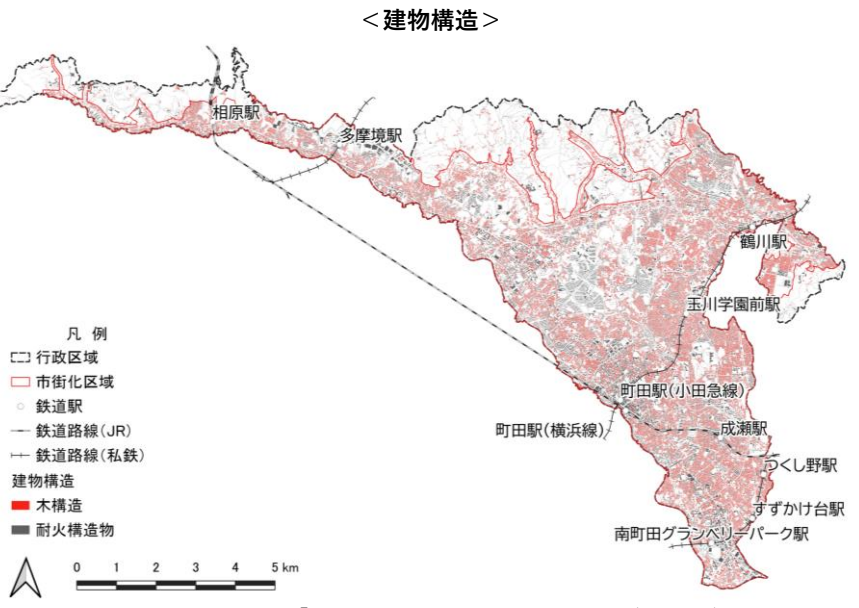 ＜建物構造＞
相原駅
多摩境駅
鶴川駅
玉川学園前駅
町田駅(小田急線)
町田駅(横浜線)
成瀬駅
つくし野駅
すずかけ台駅
南町田グランベリーパーク駅
凡 例
行政区域
市街化区域
鉄道駅
鉄道路線(JR)
鉄道路線(私鉄)
建物構造
木構造
耐火構造物
0 1 2 3 4 5 km